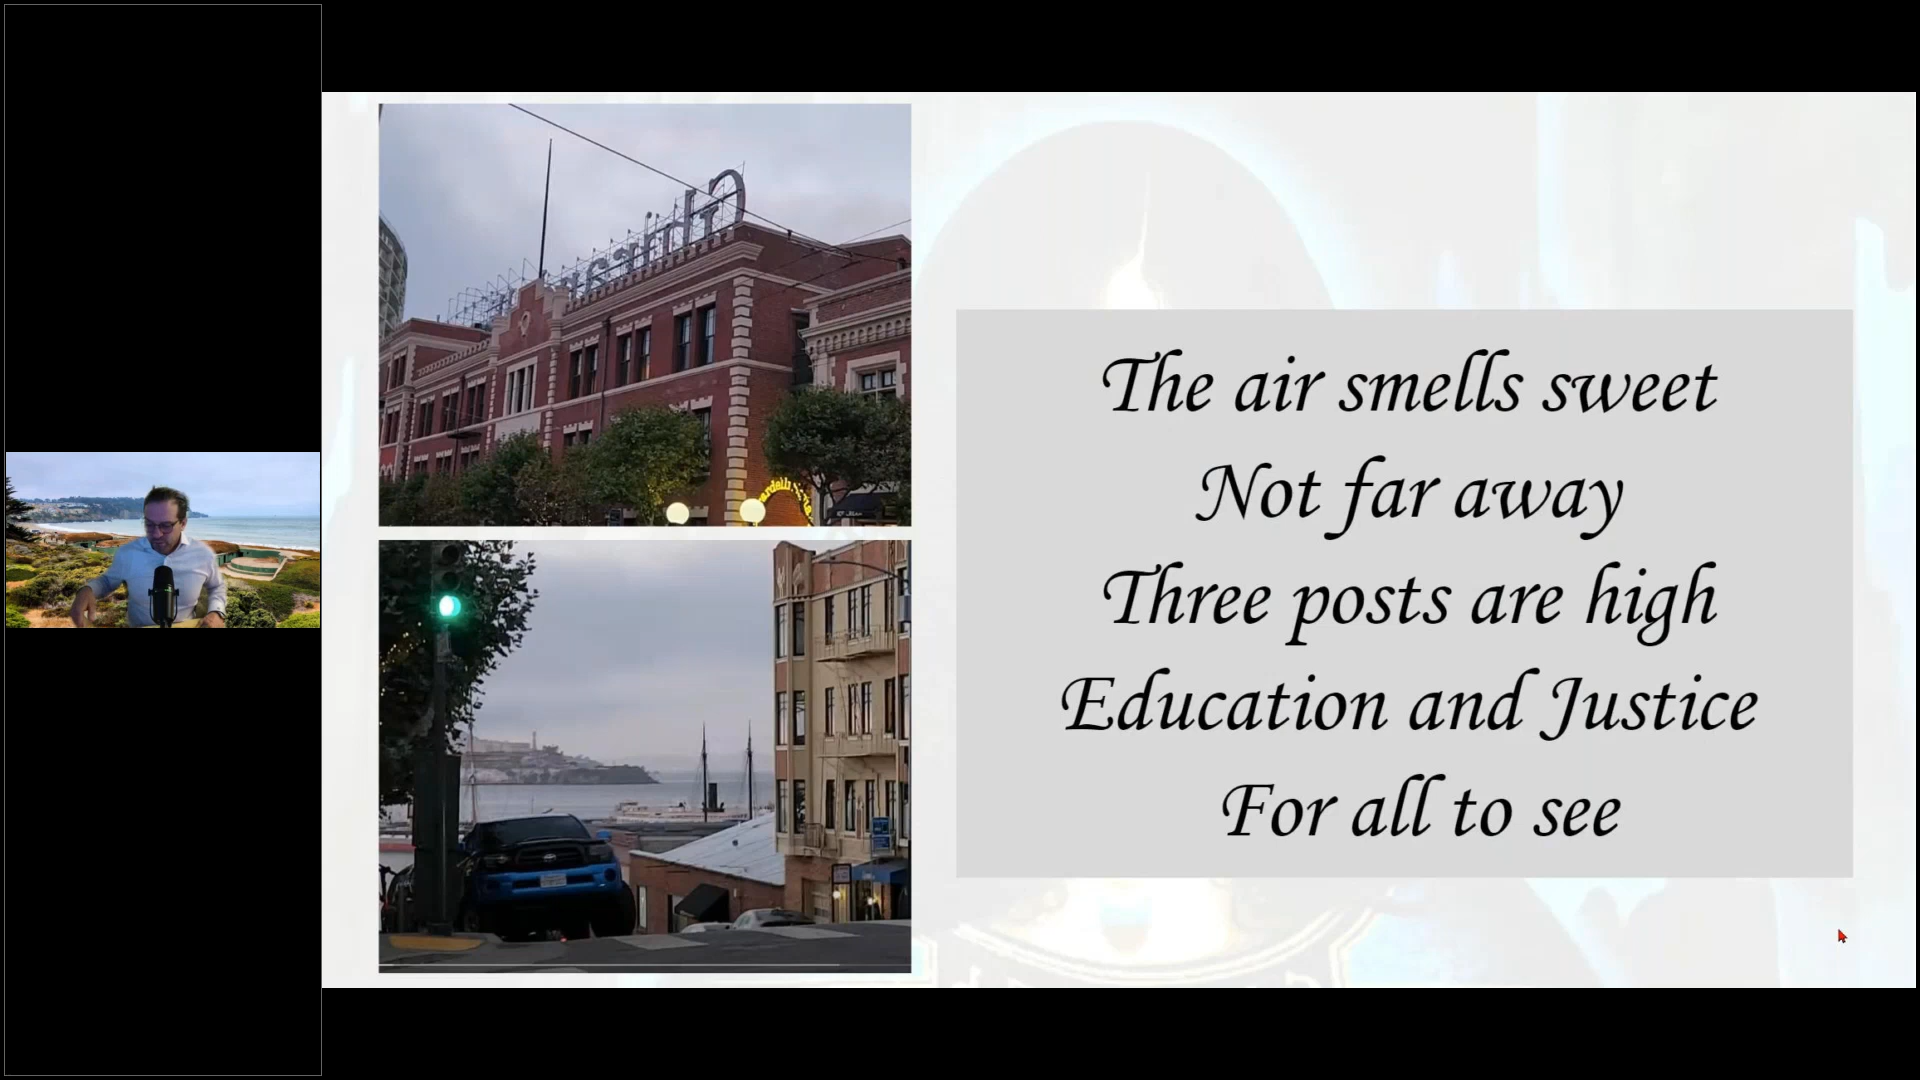 The air smells sweet
Not far away
Three posts are high
Education and Justice
For all to see